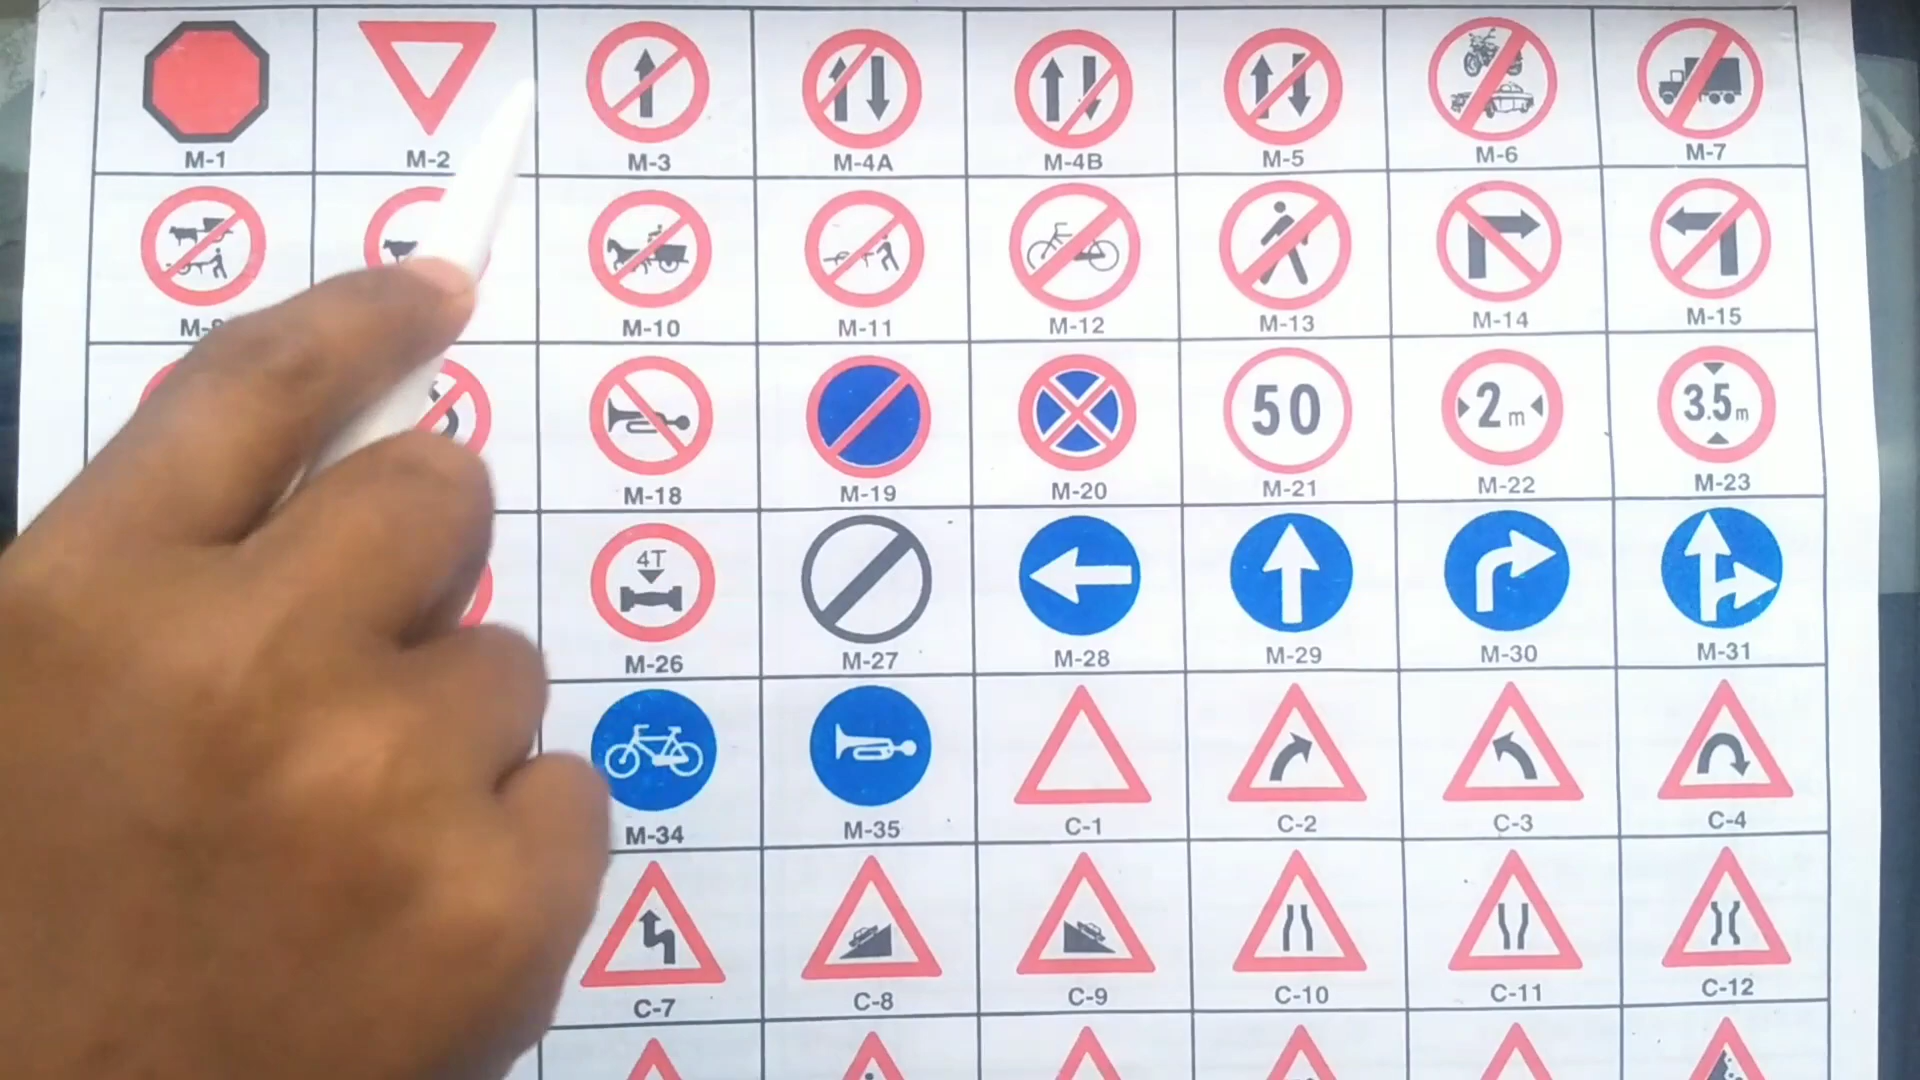 M-1 M-2 M-3 M-4A M-4B M-5 M-6 M-7
M-10 M-11 M-12 M-13 M-14 M-15
50 2 m 3.5 m
M-18 M-19 M-20 M-21 M-22 M-23
4T
M-26 M-27 M-28 M-29 M-30 M-31
M-34 M-35 C-1 C-2 C-3 C-4
C-7 C-8 C-9 C-10 C-11 C-12